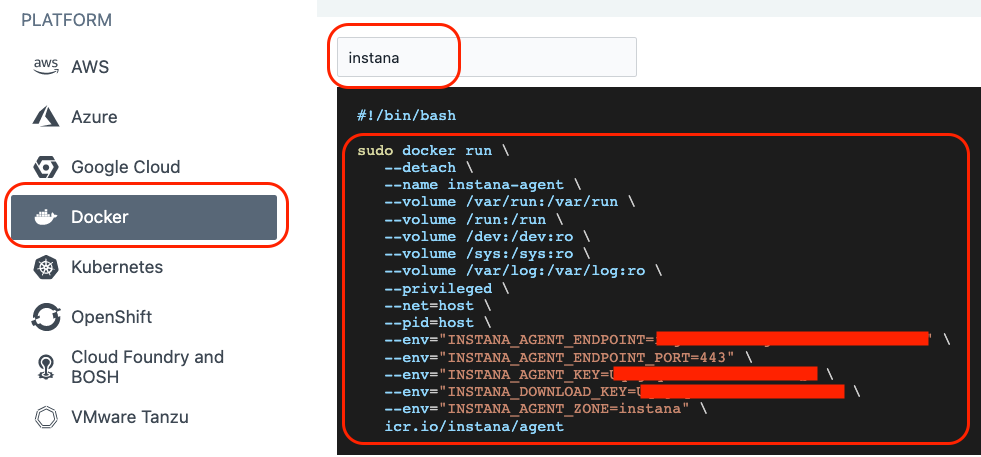 PLATFORM
aws AWS
Azure
Google Cloud
Docker
Kubernetes
OpenShift
Cloud Foundry and
BOSH
VMware Tanzu
instana
#!/bin/bash
sudo docker run \
--detach \
--name instana-agent \
--volume /var/run:/var/run \
--volume /run:/run \
--volume /dev:/dev:ro \
--volume /sys:/sys:ro \
--volume /var/log:/var/log:ro \
--privileged \
--net=host \
--pid=host \
--env="INSTANA_AGENT_ENDPOINT= " \
--env="INSTANA_AGENT_ENDPOINT_PORT=443" \
--env="INSTANA_AGENT_KEY= \
--env="INSTANA_DOWNLOAD_KEY= \
--env="INSTANA_AGENT_ZONE=instana" \
icr.io/instana/agent